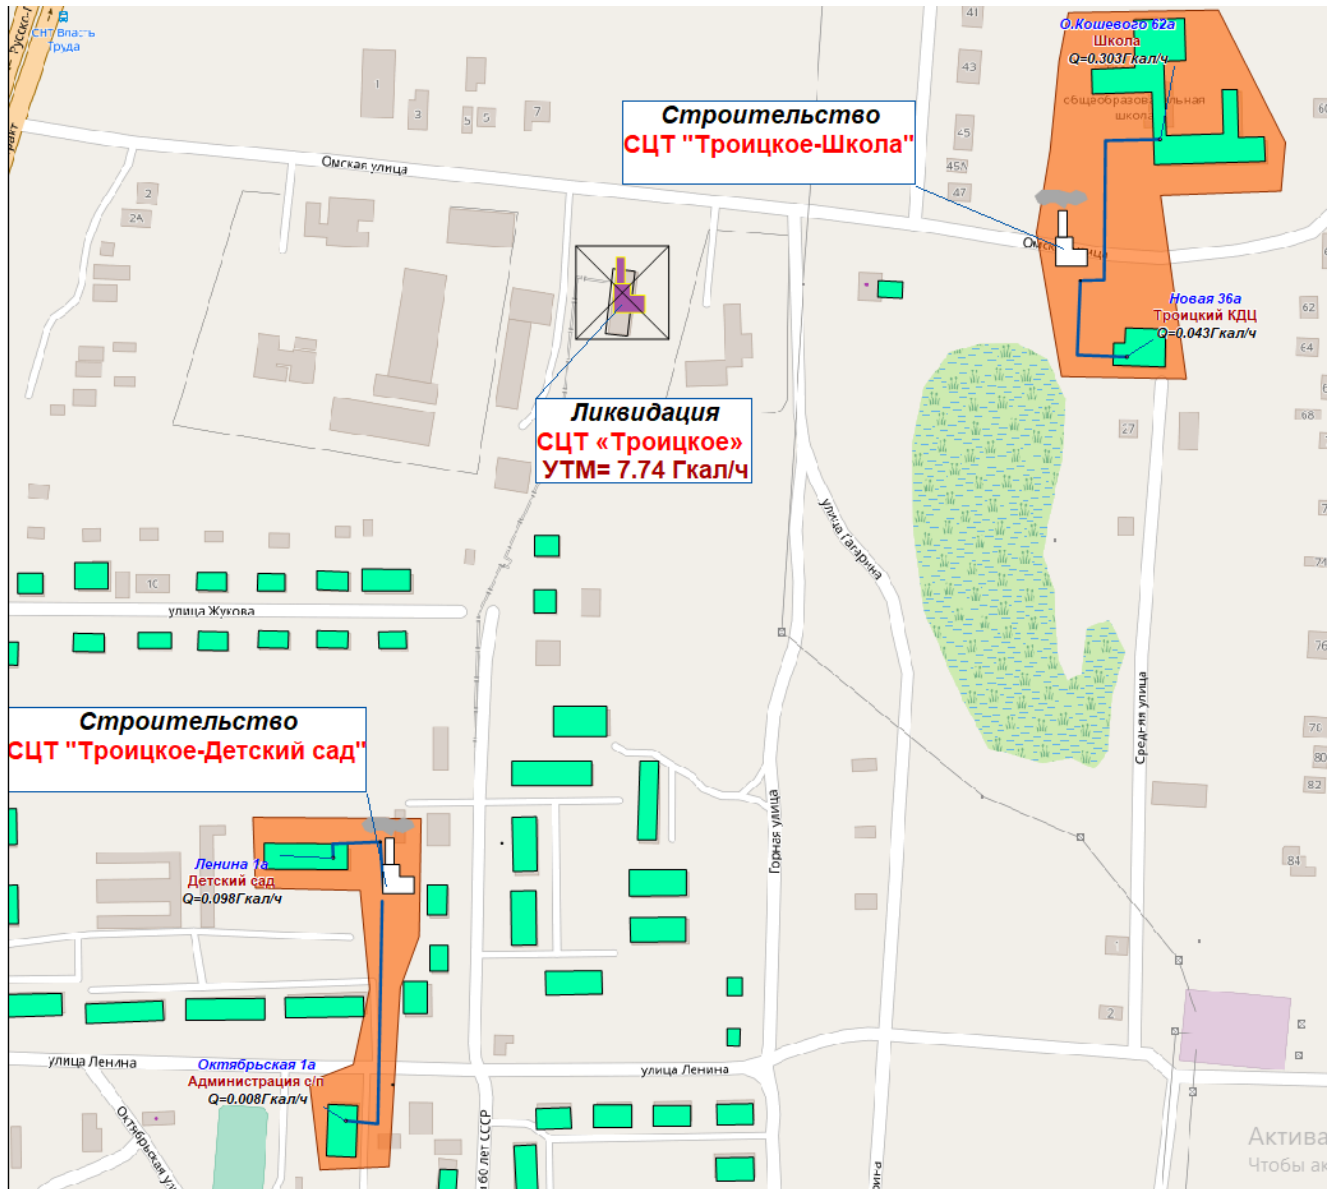 СНТ Власть
Труда
Омская улица
1
3
5
5
7
2
2А
41
43
45
45А
47
О.Кошевого 62а
Школа
Q=0.303Гкал/ч
общеобразовательная
школа
Строительство
СЦТ "Троицкое-Школа"
Новая 36а
Троицкий КДЦ
Q=0.043Гкал/ч
62
64
68
27
Ликвидация
СЦТ «Троицкое»
УТМ= 7.74 Гкал/ч
улица Гагарина
10
улица Жукова
76
Средняя улица
Строительство
СЦТ "Троицкое-Детский сад"
80
82
84
Горная улица
Ленина 1а
Детский сад
Q=0.098Гкал/ч
1
2
улица Ленина
улица Ленина
Октябрьская 1а
Администрация с/п
Q=0.008Гкал/ч
Октябрьская ул
60 лет СССР
Актива
Чтобы ак